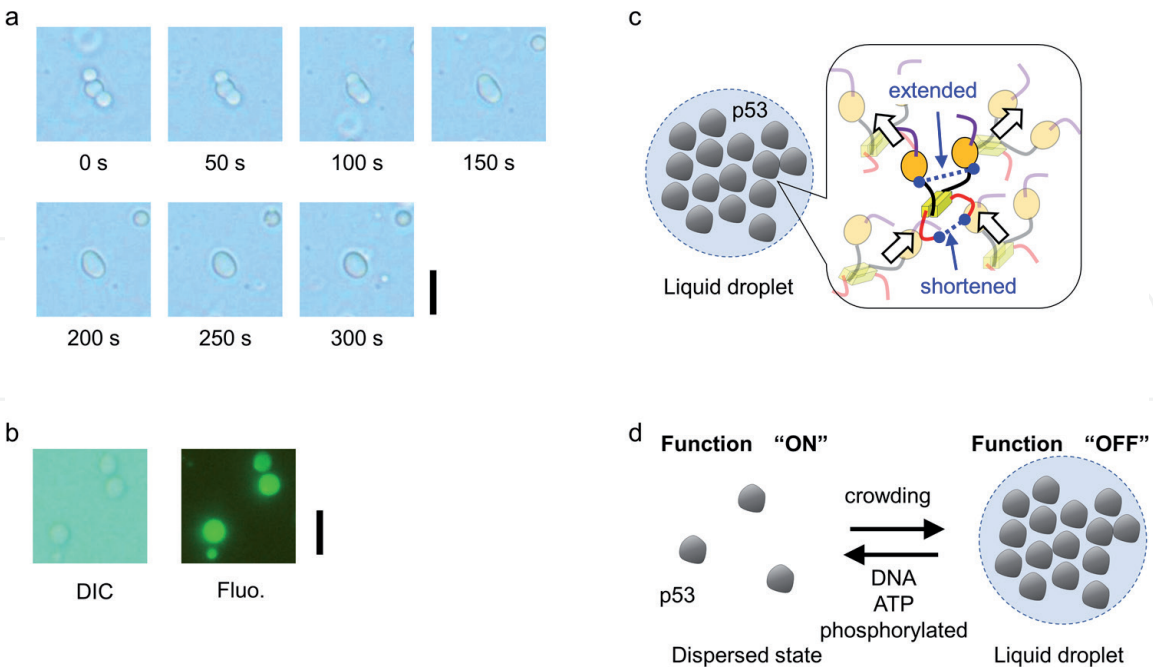 a
0 s
50 s
100 s
150 s
200 s
250 s
300 s
b
DIC
Fluo.
c
p53
Liquid droplet
extended
shortened
d
Function “ON”
Function “OFF”
crowding
DNA
ATP
phosphorylated
p53
Dispersed state
Liquid droplet